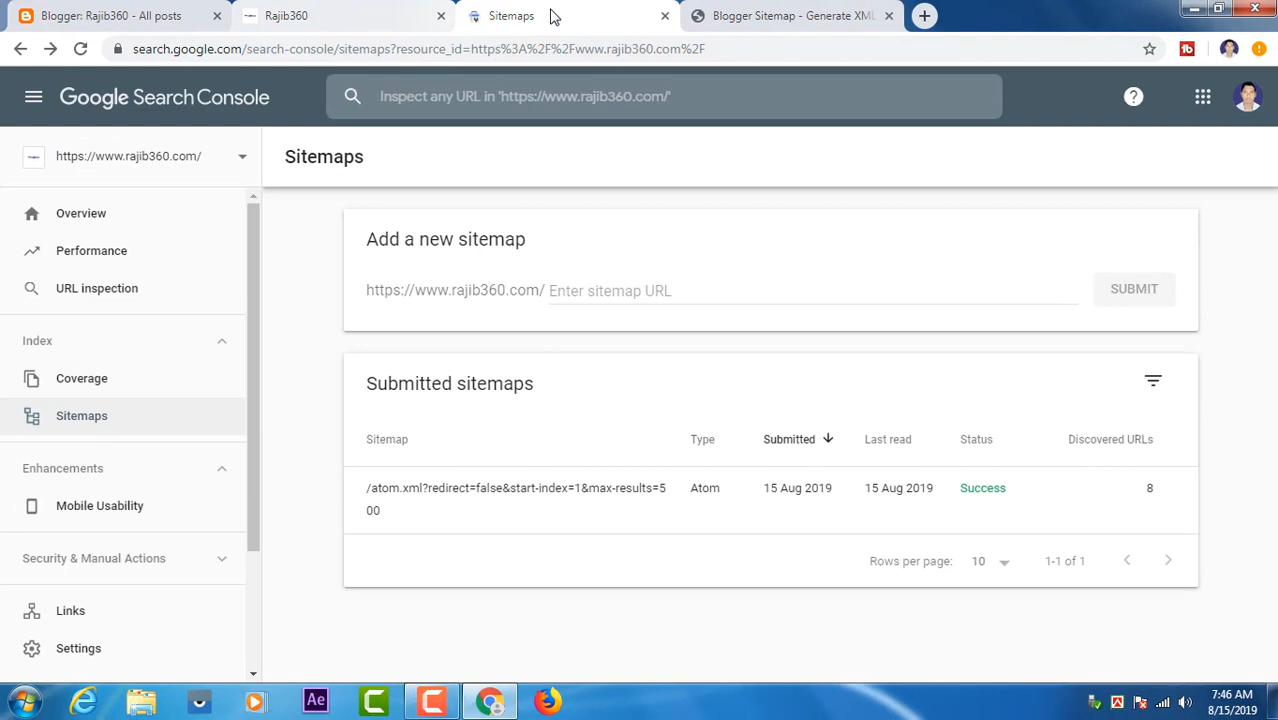 Blogger: Rajib360 - All posts
Rajib360
Sitemaps
Blogger Sitemap - Generate XML
search.google.com/search-console/sitemaps?resource_id=https%3A%2F%2Fwww.rajib360.com%2F
Google Search Console
Inspect any URL in 'https://www.rajib360.com/'
https://www.rajib360.com/
Sitemaps
Overview
Performance
URL inspection
Index
Coverage
Sitemaps
Enhancements
Mobile Usability
Security & Manual Actions
Links
Settings
Add a new sitemap
https://www.rajib360.com/ Enter sitemap URL
SUBMIT
Submitted sitemaps
Sitemap Type Submitted Last read Status Discovered URLs
/atom.xml?redirect=false&start-index=1&max-results=5 Atom 15 Aug 2019 15 Aug 2019 Success 8
00
Rows per page: 10 1-1 of 1
Ae
7:46 AM
8/15/2019